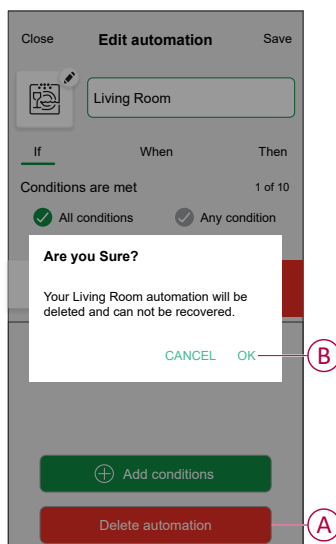 Close Edit automation Save
Living Room
If When Then
Conditions are met 1 of 10
All conditions Any condition
Are you Sure?
Your Living Room automation will be
deleted and can not be recovered.
CANCEL OK
B
Add conditions
Delete automation
A